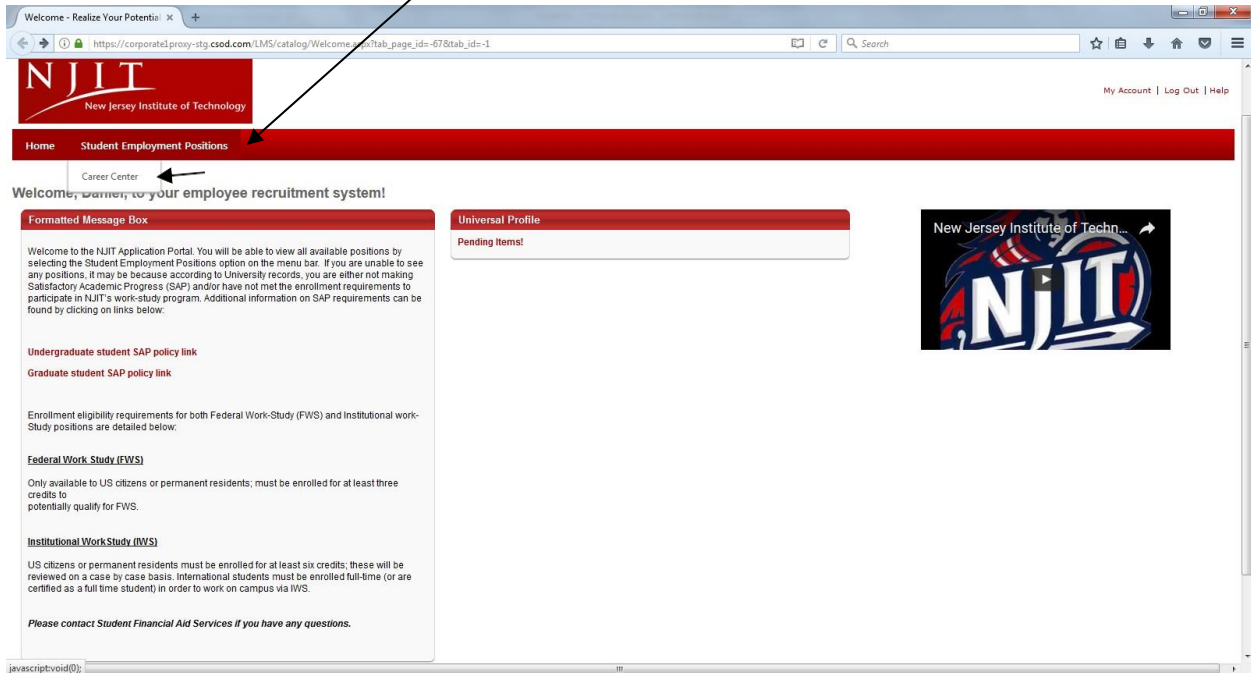 Welcome - Realize Your Potential
https://corporate1proxy-stg.csod.com/LMS/catalog/Welcome.aspx?tab_page_id=-67&tab_id=-1
Search
NJIT
New Jersey Institute of Technology
My Account | Log Out | Help
Home Student Employment Positions
Career Center
Welcome, Daniel, to your employee recruitment system!
Formatted Message Box
Welcome to the NJIT Application Portal. You will be able to view all available positions by
selecting the Student Employment Positions option on the menu bar. If you are unable to see
any positions, it may be because according to University records, you are either not making
Satisfactory Academic Progress (SAP) and/or have not met the enrollment requirements to
participate in NJIT's work-study program. Additional information on SAP requirements can be
found by clicking on links below:
Undergraduate student SAP policy link
Graduate student SAP policy link
Enrollment eligibility requirements for both Federal Work-Study (FWS) and Institutional work-
Study positions are detailed below:
Federal Work Study (FWS)
Only available to US citizens or permanent residents; must be enrolled for at least three
credits to
potentially qualify for FWS.
Institutional Work Study (IWS)
US citizens or permanent residents must be enrolled for at least six credits; these will be
reviewed on a case by case basis. International students must be enrolled full-time (or are
certified as a full time student) in order to work on campus via IWS.
Please contact Student Financial Aid Services if you have any questions.
Universal Profile
Pending Items!
New Jersey Institute of Techn...
NJIT
javascript:void(0);